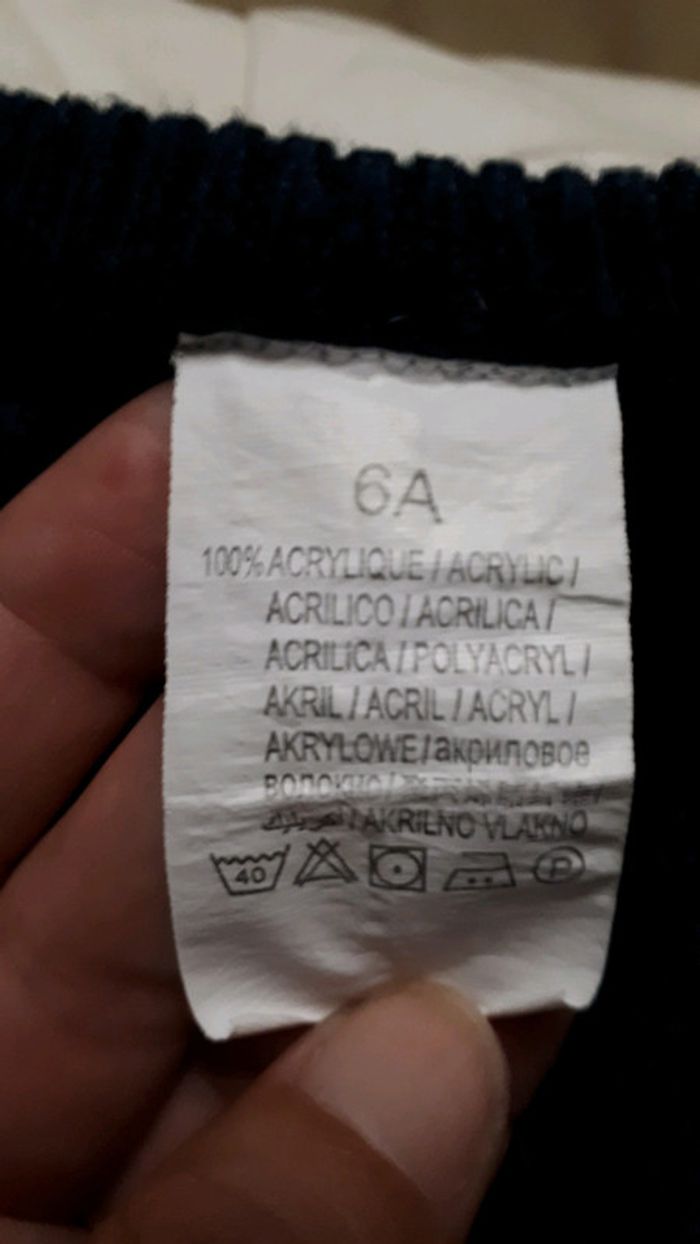 6A
100% ACRYLIQUE / ACRYLIC /
ACRILICO / ACRILICA /
ACRILICA / POLYACRYL /
AKRIL / ACRIL / ACRYL /
AKRYLOWE / акриловое
волокно /
/ AKRILNO VLAKNO
40
P